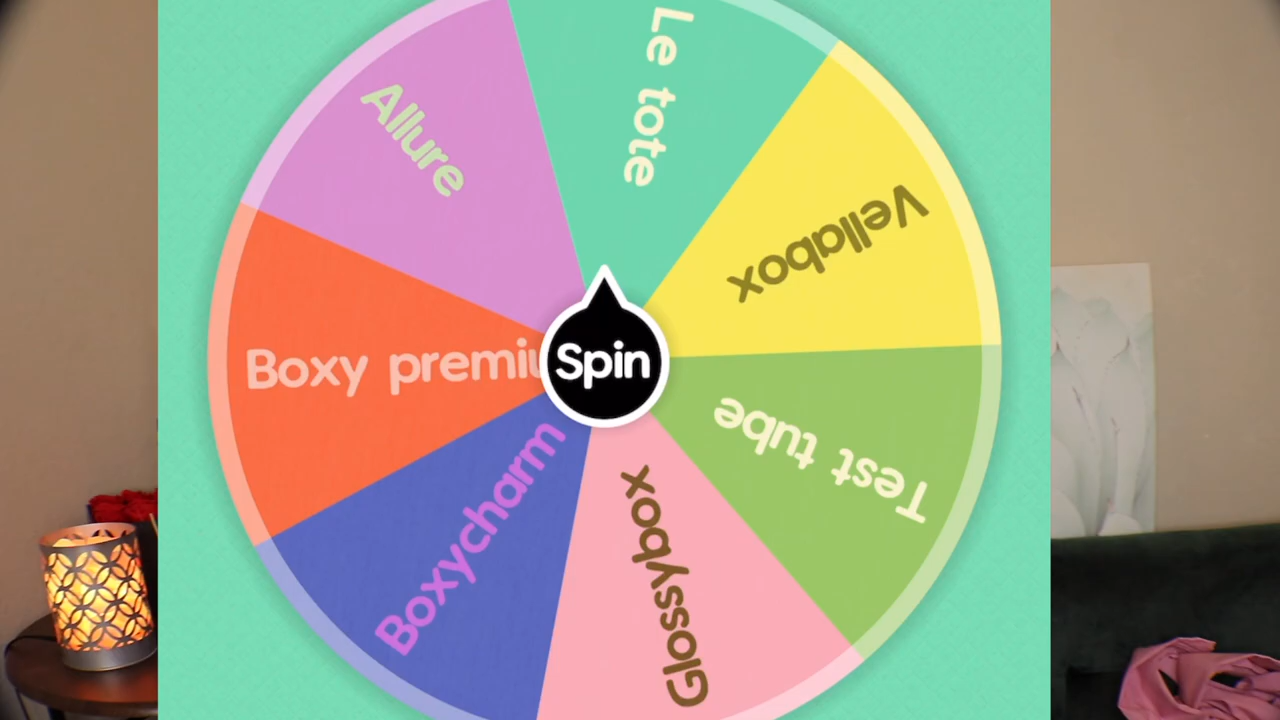 Le tote
Vellabox
Test tube
Glossybox
Boxycharm
Boxy premiu
Allure
Spin